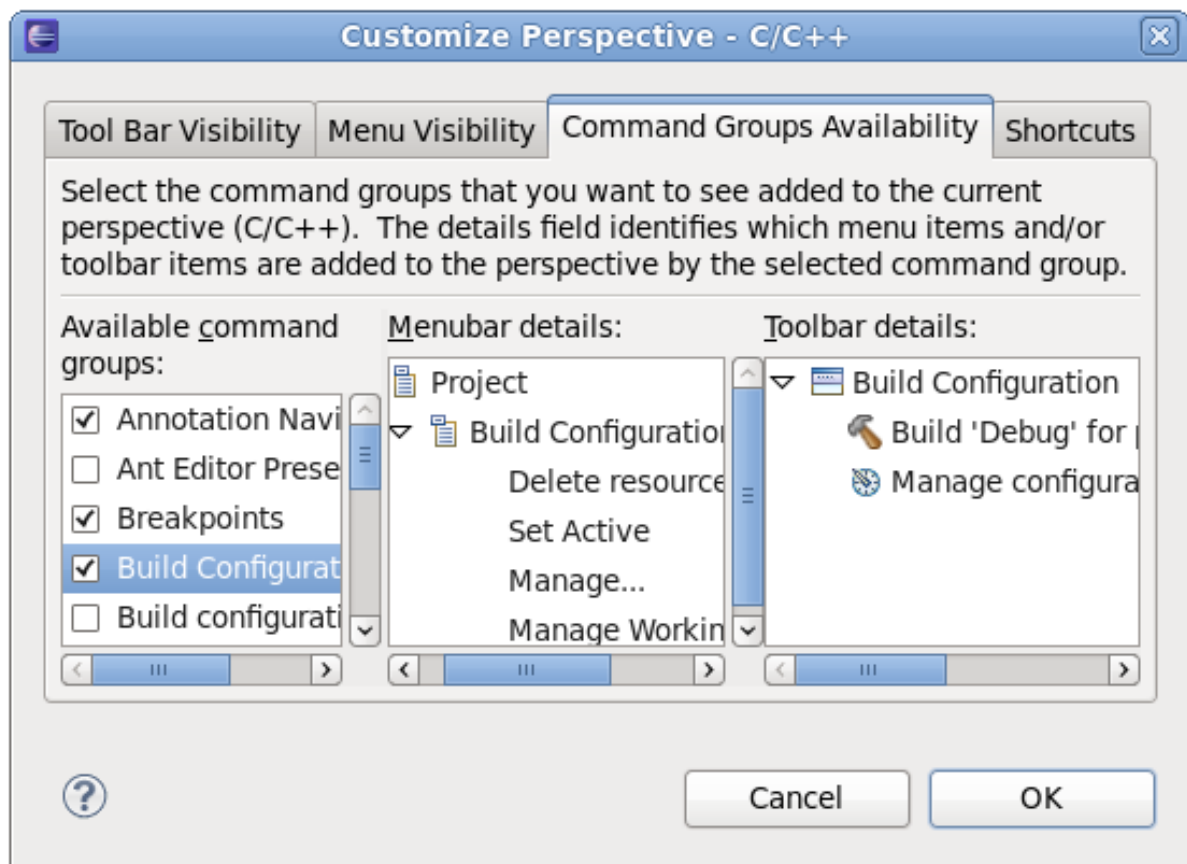 Customize Perspective - C/C++
Tool Bar Visibility
Menu Visibility
Command Groups Availability
Shortcuts
Select the command groups that you want to see added to the current
perspective (C/C++).  The details field identifies which menu items and/or
toolbar items are added to the perspective by the selected command group.
Available command
groups:
Annotation Navi
Ant Editor Prese
Breakpoints
Build Configurat
Build configurati
Menubar details:
Project
Build Configuration
Delete resource
Set Active
Manage...
Manage Workin
Toolbar details:
Build Configuration
Build 'Debug' for
Manage configura
Cancel
OK